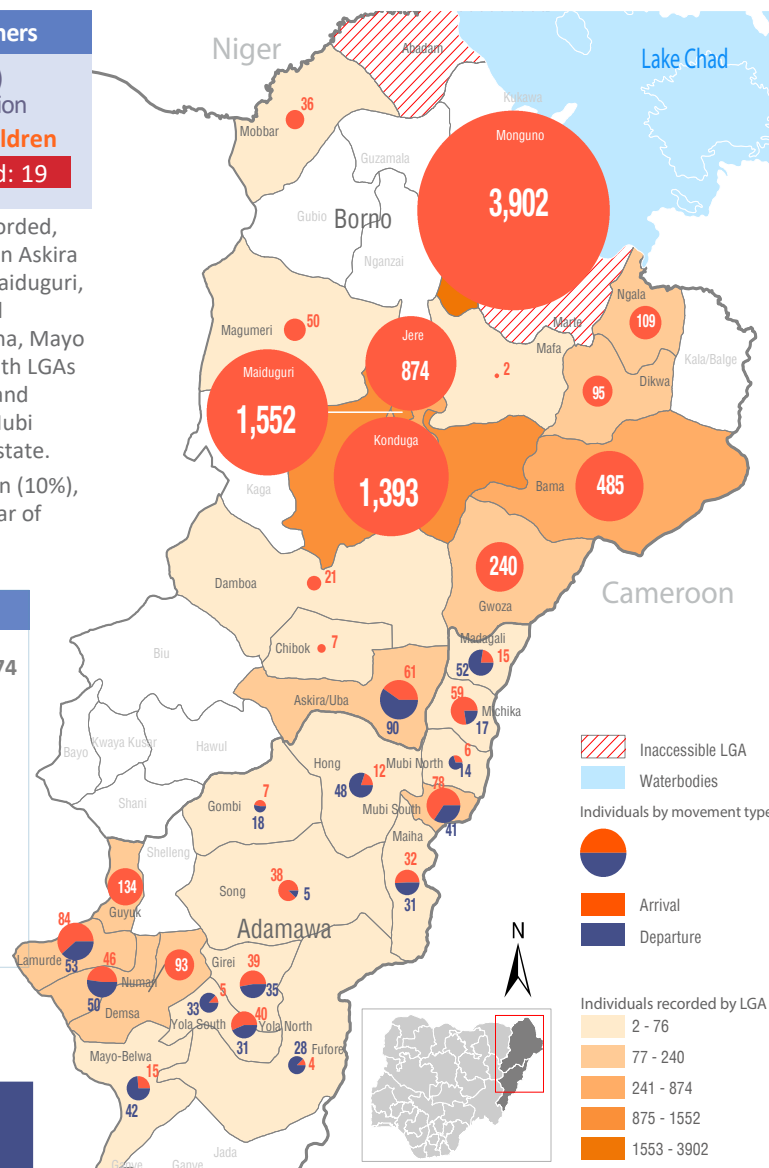 Niger
Lake Chad
Abadam
Kukawa
Mobbar
36
Guzamala
Monguno
3,902
Gubio
Borno
Nganzai
Magumeri
50
Marte
Ngala
109
Mafa
2
Kala/Balge
Jere
874
Maiduguri
1,552
Dikwa
95
Konduga
1,393
Kaga
Bama
485
Damboa
21
240
Gwoza
Cameroon
Chibok
7
Biu
Madagali
52
15
Askira/Uba
61
90
59
Michika
17
Bayo
Kwaya Kusar
Hawul
Shani
Hong
12
48
Mubi North
6
14
Gombi
7
18
78
Mubi South
41
Maiha
32
31
Shelleng
134
Guyuk
Song
38
5
Adamawa
84
Lamurde
53
46
Numan
50
Demsa
93
Girei
39
35
5
33
Yola South
40
Yola North
31
28
Fufore
4
Mayo-Belwa
15
42
Jada
Ganye
Ganye
ners
)
ion
ldren
d: 19
orded,
n Askira
aiduguri,
d
na, Mayo
th LGAs
and
Mubi
state.
n (10%),
ar of
74
N
Inaccessible LGA
Waterbodies
Individuals by movement type
Arrival
Departure
Individuals recorded by LGA
2 - 76
77 - 240
241 - 874
875 - 1552
1553 - 3902